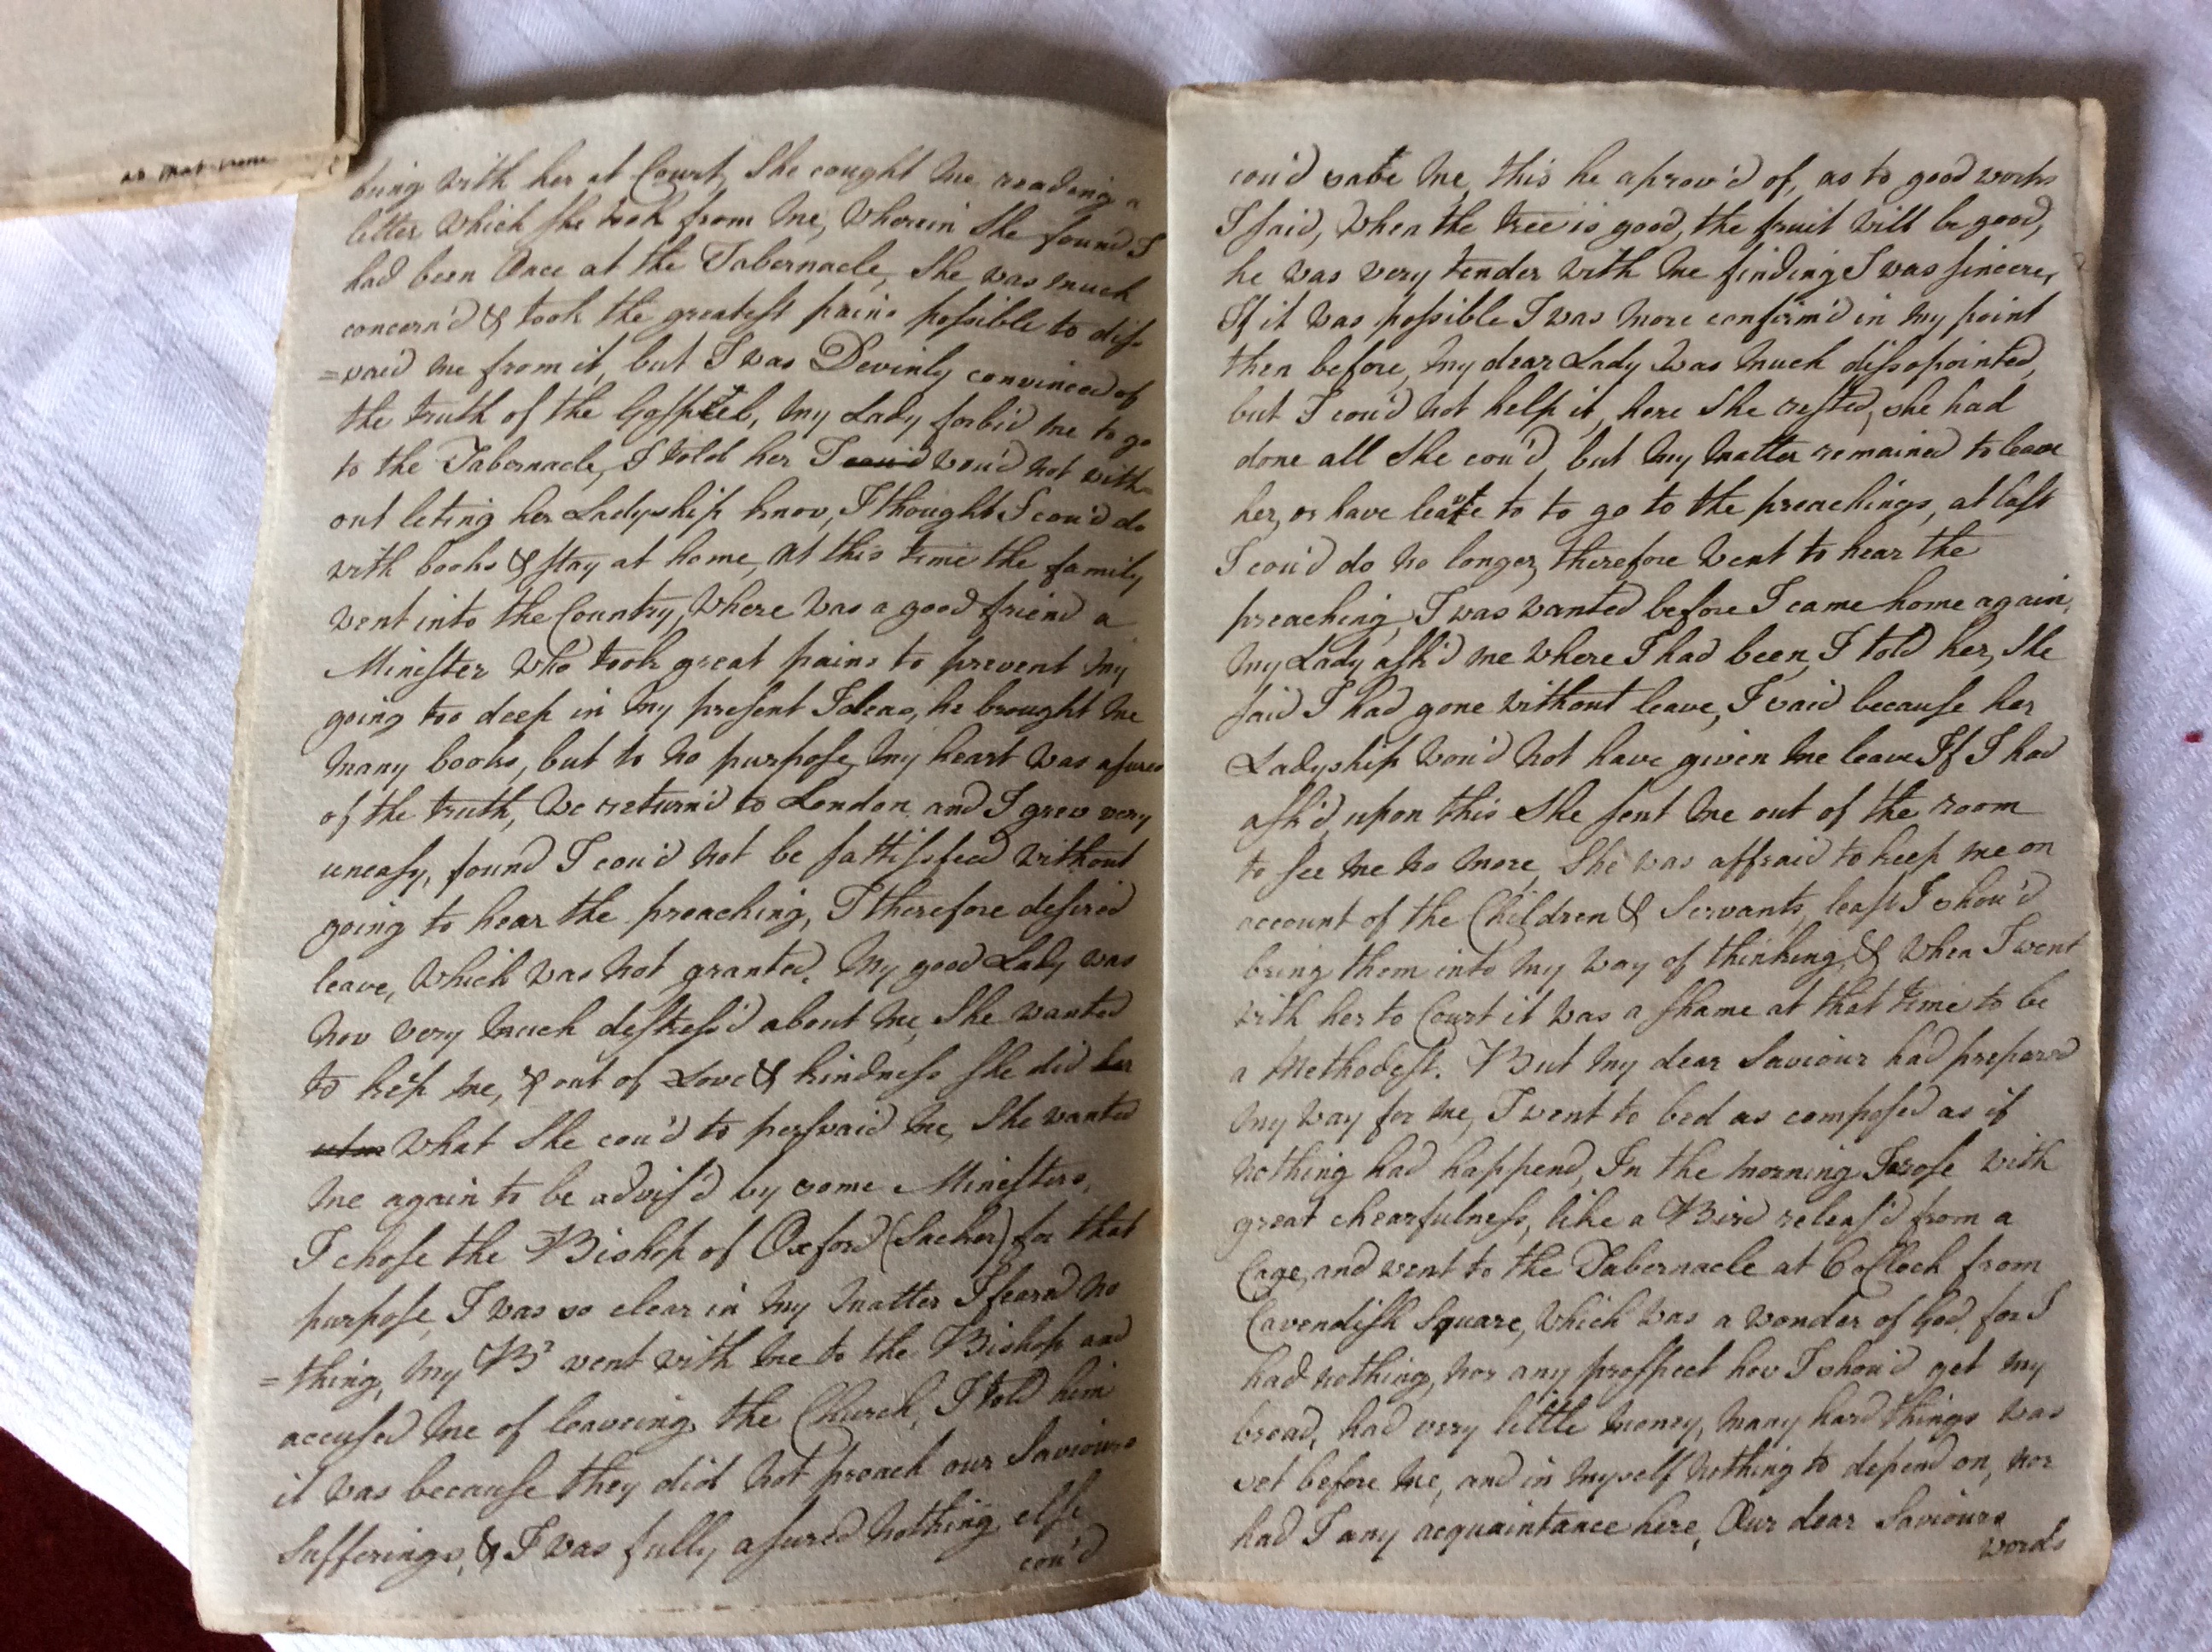 being with her at Court, She caught me reading a
letter which she took from me, wherein She found I
had been Once at the Tabernacle, She was much
concern'd & took the greatest pains possible to dis-
=waid me from it, but I was Devinly convinced of
the truth of the Gospel, My Lady forbid me to go
to the Tabernacle, I told her I cou'd wou'd not with=
out leting her Ladyship know, I thought I cou'd do
with books & stay at home, at this time the family
went into the Country, where was a good friend a
Minister who took great pains to prevent my
going too deep in my present Ideas, he brought me
many books, but to no purpose, my heart was asured
of the truth, We return'd to London, and I grew very
uneasy, found I cou'd not be sattissfied without
going to hear the preaching, I therefore desired
leave, which was not granted. My good Lady was
now very much destress'd about me, She wanted
to keep me, & out of Love & kindness she did her
utm what She cou'd to perswaid me, She wanted
me again to be advis'd by some Ministers,
I chose the Bishop of Oxford (Secker) for that
purpose, I was so clear in my matter I feard no
=thing, My Br went with me to the Bishop and
accused me of leaveing the Church, I told him
it was because they did not preach our Saviours
Sufferings, & I was fully asured nothing else
cou'd
as that
cou'd save me, this he aprov'd of, as to good works
I said, when the tree is good, the fruit will be good,
he was very tender with me finding I was sincere,
If it was possible I was more confirm'd in my point
then before, my dear Lady was much dissopointed,
but I cou'd not help it, here She rested, she had
done all She cou'd, but my matter remained to leave
her, or have leave to to go to the preachings, at last
I cou'd do no longer, therefore went to hear the
preaching, I was wanted before I came home again,
My Lady ask'd me where I had been, I told her, She
said I had gone without leave, I said because her
Ladyship wou'd not have given me leave If I had
ask'd, upon this She sent me out of the room
to see me no more, She was affraid to keep me on
account of the Children & Servants, least I shou'd
bring them into my way of thinking, & when I went
with her to Court it was a shame at that time to be
a Methodest. But my dear Saviour had prepared
my way for me, I went to bed as composed as if
nothing had happend, In the morning I arose with
great chearfulness, like a Bird releas'd from a
Cage, and went to the Tabernacle at 6 oClock from
Cavendish Square, which was a wonder of God, for I
had nothing, nor any prosspect how I shou'd get my
bread, had very little money, many hard things was
set before me, and in myself nothing to depend on, nor
had I any acquaintance here, Our dear Saviours
words